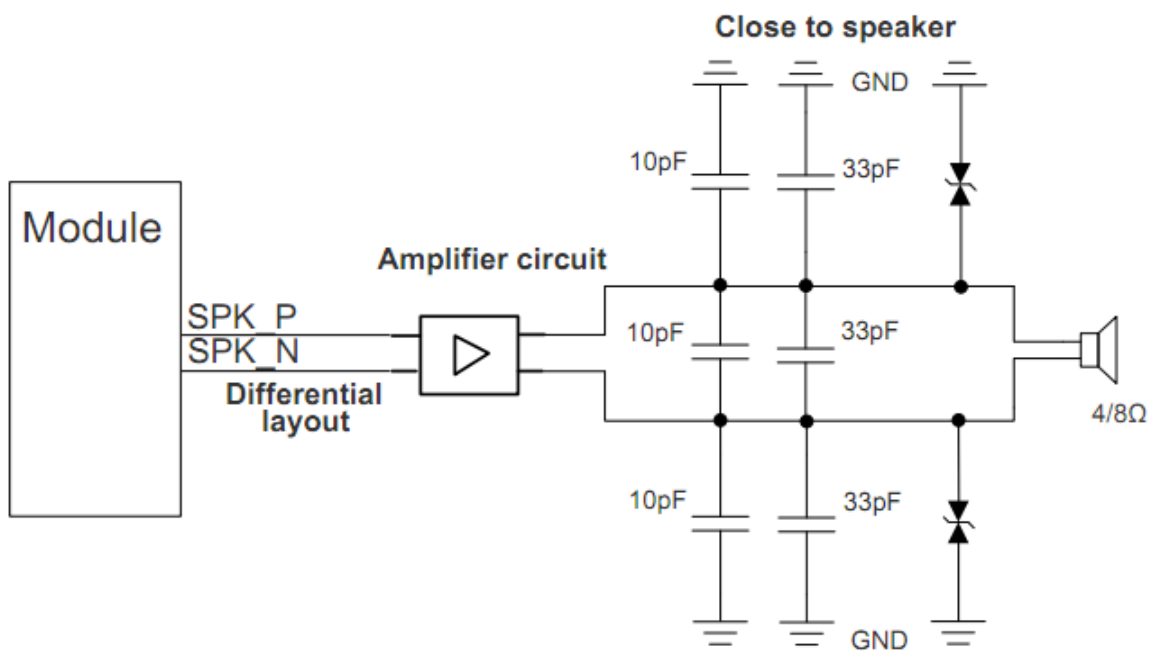 Close to speaker
GND
10pF
33pF
Module
Amplifier circuit
SPK_P
SPK_N
10pF
33pF
Differential
layout
4/8Ω
10pF
33pF
GND